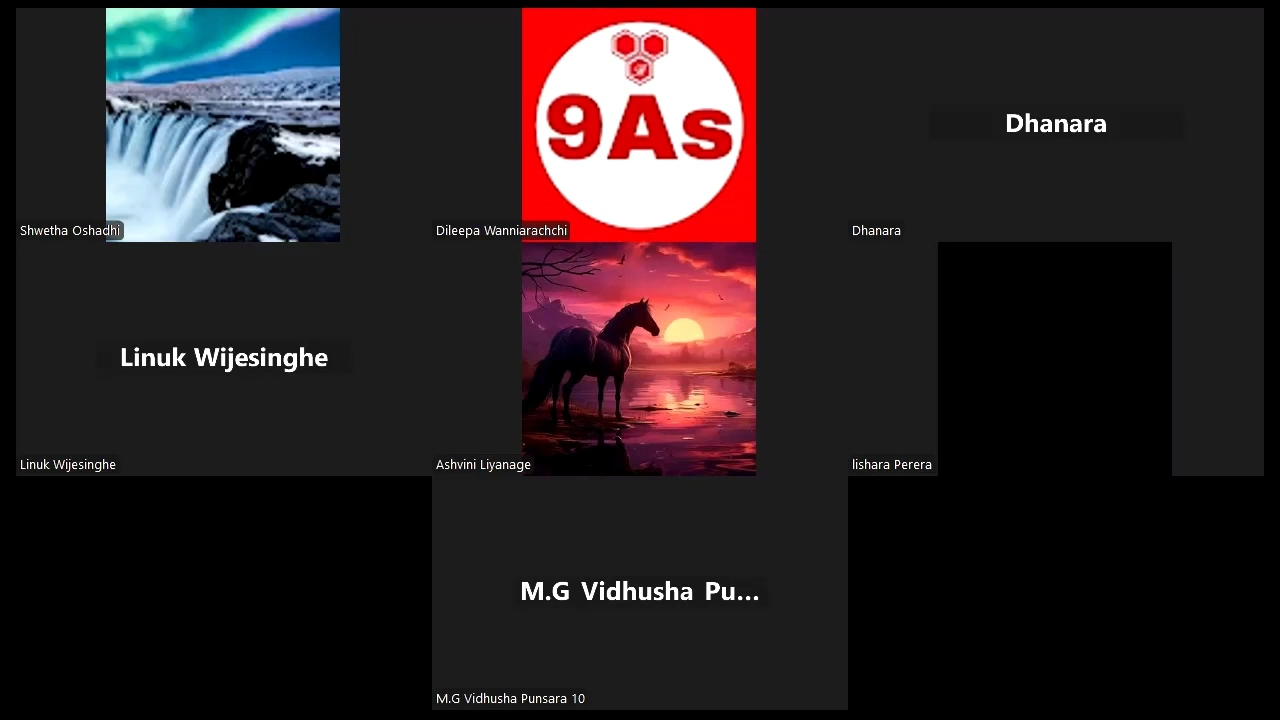 9As
Dhanara
Shwetha Oshadhi
Dileepa Wanniarachchi
Dhanara
Linuk Wijesinghe
Linuk Wijesinghe
Ashvini Liyanage
lishara Perera
M.G Vidhusha Pu...
M.G Vidhusha Punsara 10